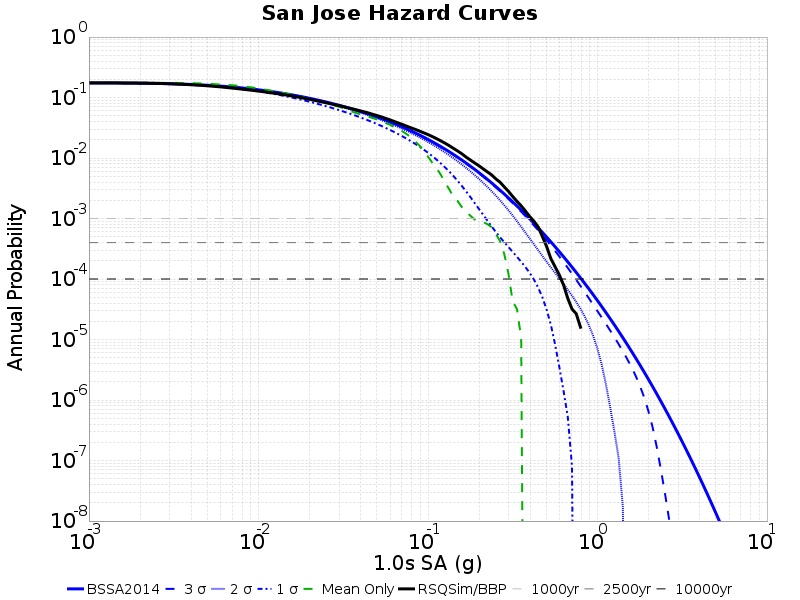 San Jose Hazard Curves
Annual Probability
10^0
10^-1
10^-2
10^-3
10^-4
10^-5
10^-6
10^-7
10^-8
10^-3 10^-2 10^-1 10^0 10^1
1.0s SA (g)
BSSA2014 3 σ 2 σ 1 σ Mean Only RSQSim/BBP 1000yr 2500yr 10000yr